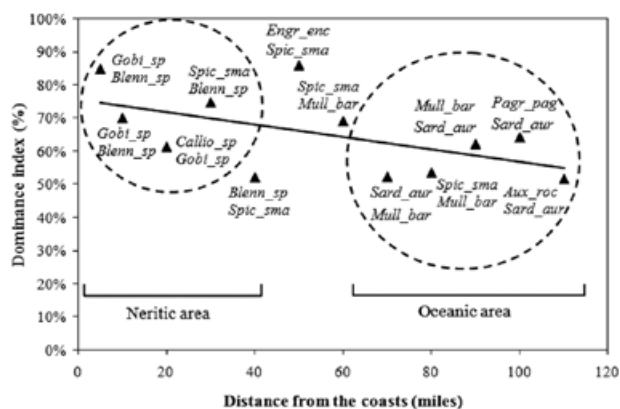 100%
90%
80%
70%
60%
50%
40%
30%
20%
10%
0%
Dominance index (%)
Gobi_sp
Blenn_sp
Gobi_sp
Blenn_sp
Callio_sp
Gobi_sp
Spic_sma
Blenn_sp
Blenn_sp
Spic_sma
Engr_enc
Spic_sma
Spic_sma
Mull_bar
Sard_aur
Mull_bar
Spic_sma
Mull_bar
Mull_bar
Sard_aur
Pagr_pag
Sard_aur
Aux_roc
Sard_aur
Neritic area
Oceanic area
0
20
40
60
80
100
120
Distance from the coasts (miles)